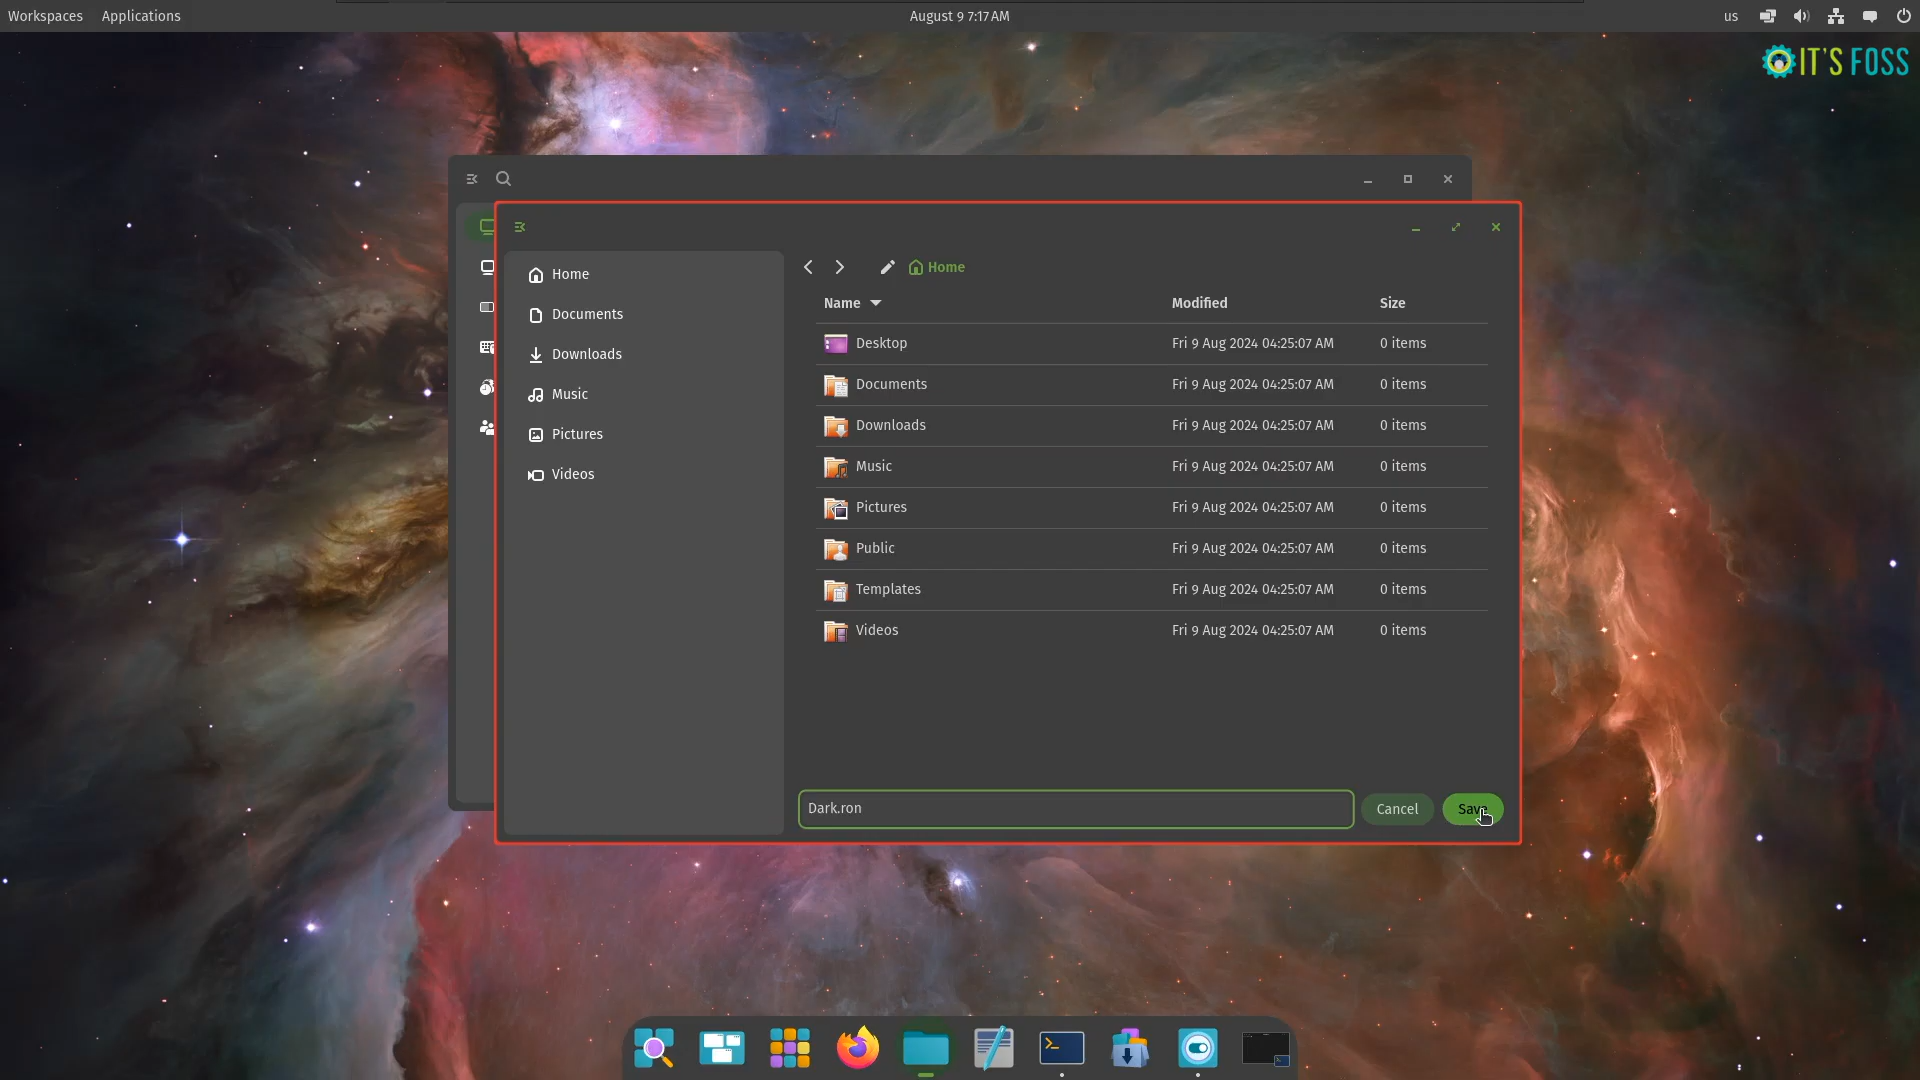 Workspaces Applications August 9 7:17 AM us
IT'S FOSS
Home
Documents
Downloads
Music
Pictures
Videos
Home
Name Modified Size
Desktop Fri 9 Aug 2024 04:25:07 AM 0 items
Documents Fri 9 Aug 2024 04:25:07 AM 0 items
Downloads Fri 9 Aug 2024 04:25:07 AM 0 items
Music Fri 9 Aug 2024 04:25:07 AM 0 items
Pictures Fri 9 Aug 2024 04:25:07 AM 0 items
Public Fri 9 Aug 2024 04:25:07 AM 0 items
Templates Fri 9 Aug 2024 04:25:07 AM 0 items
Videos Fri 9 Aug 2024 04:25:07 AM 0 items
Dark.ron Cancel Save